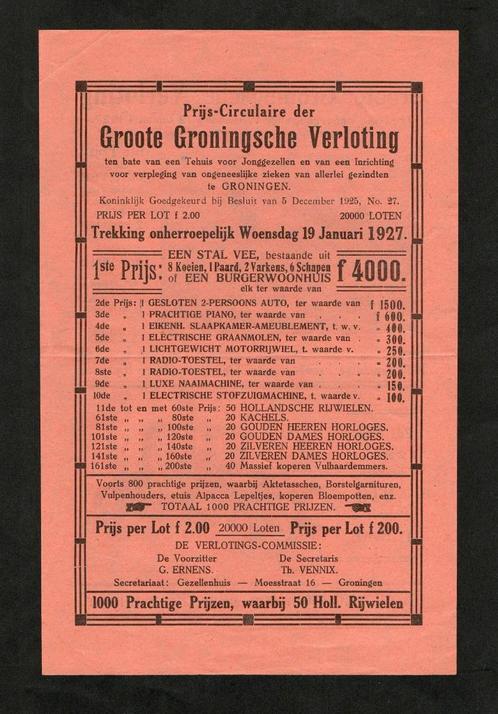 Prijs-Circulaire der
Groote Groningsche Verloting
ten bate van een Tehuis voor Jonggezellen en van een Inrichting
voor verpleging van ongeneeslijke zieken van allerlei gezindten
te GRONINGEN.
Koninklijk Goedgekeurd bij Besluit van 5 December 1925, No. 27.
PRIJS PER LOT f 2.00 20000 LOTEN
Trekking onherroepelijk Woensdag 19 Januari 1927.
1ste Prijs: EEN STAL VEE, bestaande uit
8 Koeien, 1 Paard, 2 Varkens, 6 Schapen f 4000.
of EEN BURGERWOONHUIS
elk ter waarde van
2de Prijs: 1 GESLOTEN 2-PERSOONS AUTO, ter waarde van f 1500.
3de „ 1 PRACHTIGE PIANO, ter waarde van . . . f 600.
4de „ 1 EIKENH. SLAAPKAMER-AMEUBLEMENT, t. w. v. „ 400.
5de „ 1 ELECTRISCHE GRAANMOLEN, ter waarde van . „ 300.
6de „ 1 LICHTGEWICHT MOTORRIJWIEL, t. waarde v. „ 250.
7de „ 1 RADIO-TOESTEL, ter waarde van . . . . „ 200.
8ste „ 1 RADIO-TOESTEL, ter waarde van . . . . „ 200.
9de „ 1 LUXE NAAIMACHINE, ter waarde van . . . „ 150.
10de „ 1 ELECTRISCHE STOFZUIGMACHINE, t. waarde v. „ 100.
11de tot en met 60ste Prijs: 50 HOLLANDSCHE RIJWIELEN.
61ste „ „ „ 80ste „ 20 KACHELS.
81ste „ „ „ 100ste „ 20 GOUDEN HEEREN HORLOGES.
101ste „ „ „ 120ste „ 20 GOUDEN DAMES HORLOGES.
121ste „ „ „ 140ste „ 20 ZILVEREN HEEREN HORLOGES.
141ste „ „ „ 160ste „ 20 ZILVEREN DAMES HORLOGES.
161ste „ „ „ 200ste „ 40 Massief koperen Vulhaardemmers.
Voorts 800 prachtige prijzen, waarbij Aktetasschen, Borstelgarnituren,
Vulpenhouders, etuis Alpacca Lepeltjes, koperen Bloempotten, enz.
TOTAAL 1000 PRACHTIGE PRIJZEN.
Prijs per Lot f 2.00 20000 Loten Prijs per Lot f 200.
DE VERLOTINGS-COMMISSIE:
De Voorzitter De Secretaris
G. ERNENS. Th. VENNIX.
Secretariaat: Gezellenhuis — Moesstraat 16 — Groningen
1000 Prachtige Prijzen, waarbij 50 Holl. Rijwielen